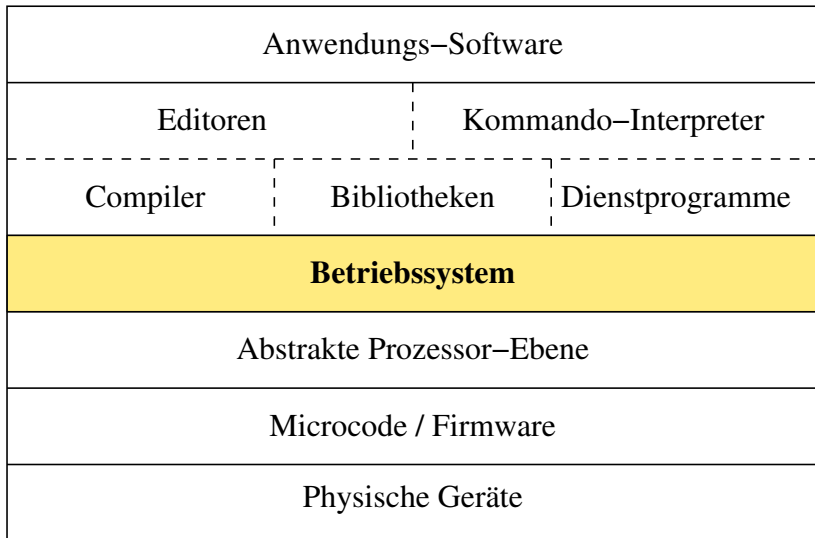 Anwendungs−Software
Editoren Kommando−Interpreter
Compiler Bibliotheken Dienstprogramme
Betriebssystem
Abstrakte Prozessor−Ebene
Microcode / Firmware
Physische Geräte